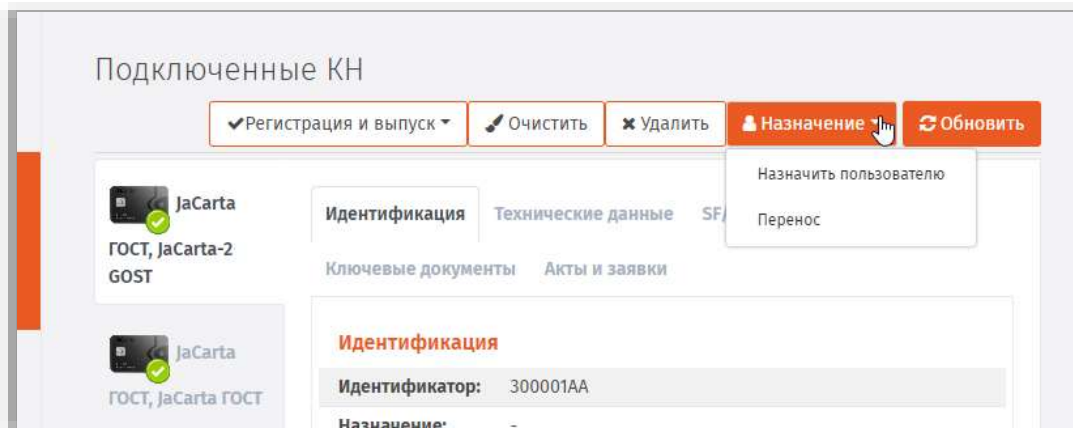 Подключенные КН
Регистрация и выпуск Очистить Удалить Назначение Обновить
Назначить пользователю
Перенос
JaCarta
ГОСТ, JaCarta-2
GOST
JaCarta
ГОСТ, JaCarta ГОСТ
Идентификация Технические данные SF/
Ключевые документы Акты и заявки
Идентификация
Идентификатор: 300001AA
Назначение: -